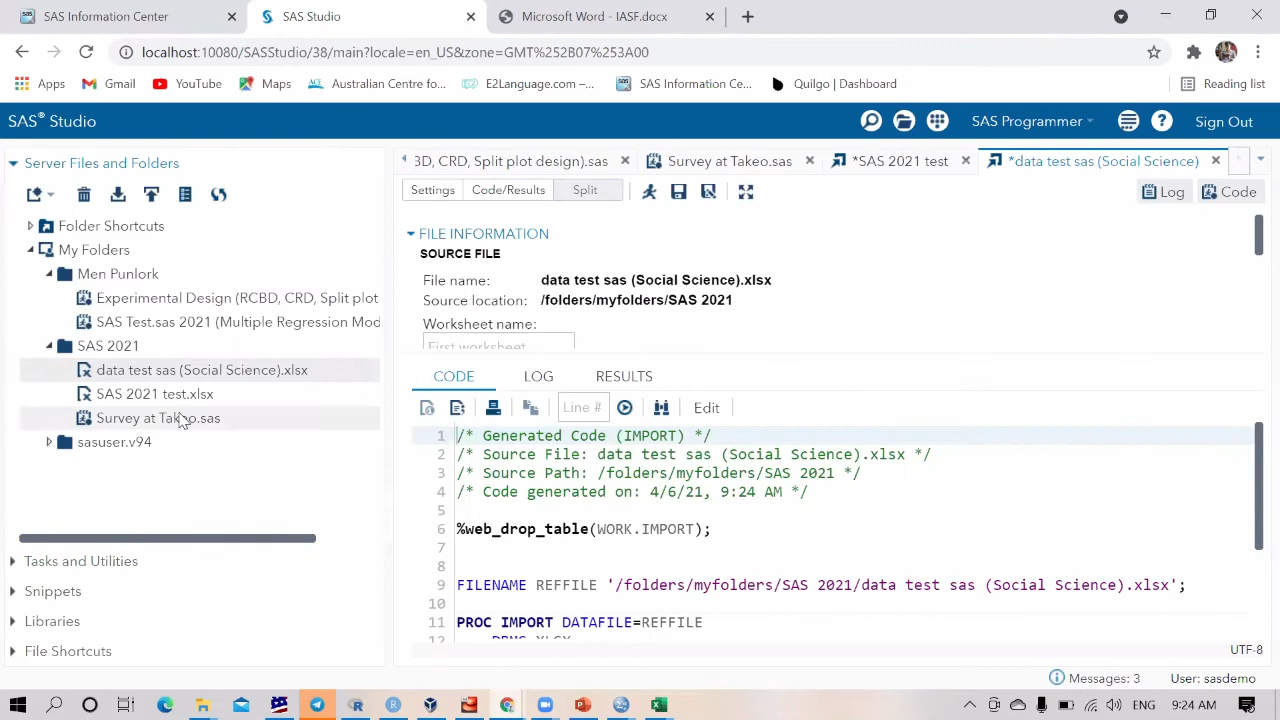 SAS Information Center
SAS Studio
Microsoft Word - IASF.docx
localhost:10080/SASStudio/38/main?locale=en_US&zone=GMT%252B07%253A00
Apps
Gmail
YouTube
Maps
Australian Centre fo...
E2Language.com –...
SAS Information Ce...
Quilgo | Dashboard
Reading list
SAS® Studio
SAS Programmer
Sign Out
Server Files and Folders
Folder Shortcuts
My Folders
Men Punlork
Experimental Design (RCBD, CRD, Split plot
SAS Test.sas 2021 (Multiple Regression Mod
SAS 2021
data test sas (Social Science).xlsx
SAS 2021 test.xlsx
Survey at Takeo.sas
sasuser.v94
Tasks and Utilities
Snippets
Libraries
File Shortcuts
BD, CRD, Split plot design).sas
Survey at Takeo.sas
*SAS 2021 test
*data test sas (Social Science)
Settings
Code/Results
Split
Log
Code
FILE INFORMATION
SOURCE FILE
File name: data test sas (Social Science).xlsx
Source location: /folders/myfolders/SAS 2021
Worksheet name:
First worksheet
CODE
LOG
RESULTS
Line #
Edit
1 /* Generated Code (IMPORT) */
2 /* Source File: data test sas (Social Science).xlsx */
3 /* Source Path: /folders/myfolders/SAS 2021 */
4 /* Code generated on: 4/6/21, 9:24 AM */
5
6 %web_drop_table(WORK.IMPORT);
7
8
9 FILENAME REFFILE '/folders/myfolders/SAS 2021/data test sas (Social Science).xlsx';
10
11 PROC IMPORT DATAFILE=REFFILE
12 DBMS=XLSX
UTF-8
Messages: 3
User: sasdemo
ENG
9:24 AM